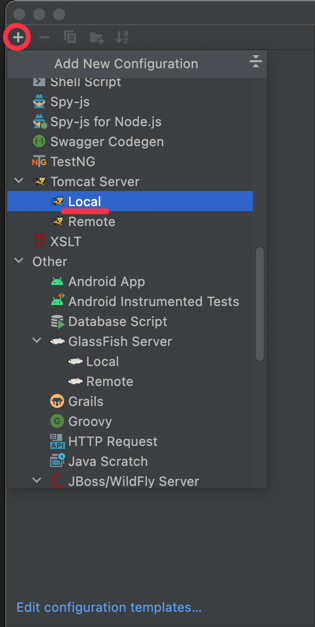 Add New Configuration
Shell Script
Spy-js
Spy-js for Node.js
Swagger Codegen
TestNG
Tomcat Server
Local
Remote
XSLT
Other
Android App
Android Instrumented Tests
Database Script
GlassFish Server
Local
Remote
Grails
Groovy
HTTP Request
Java Scratch
JBoss/WildFly Server
Edit configuration templates...